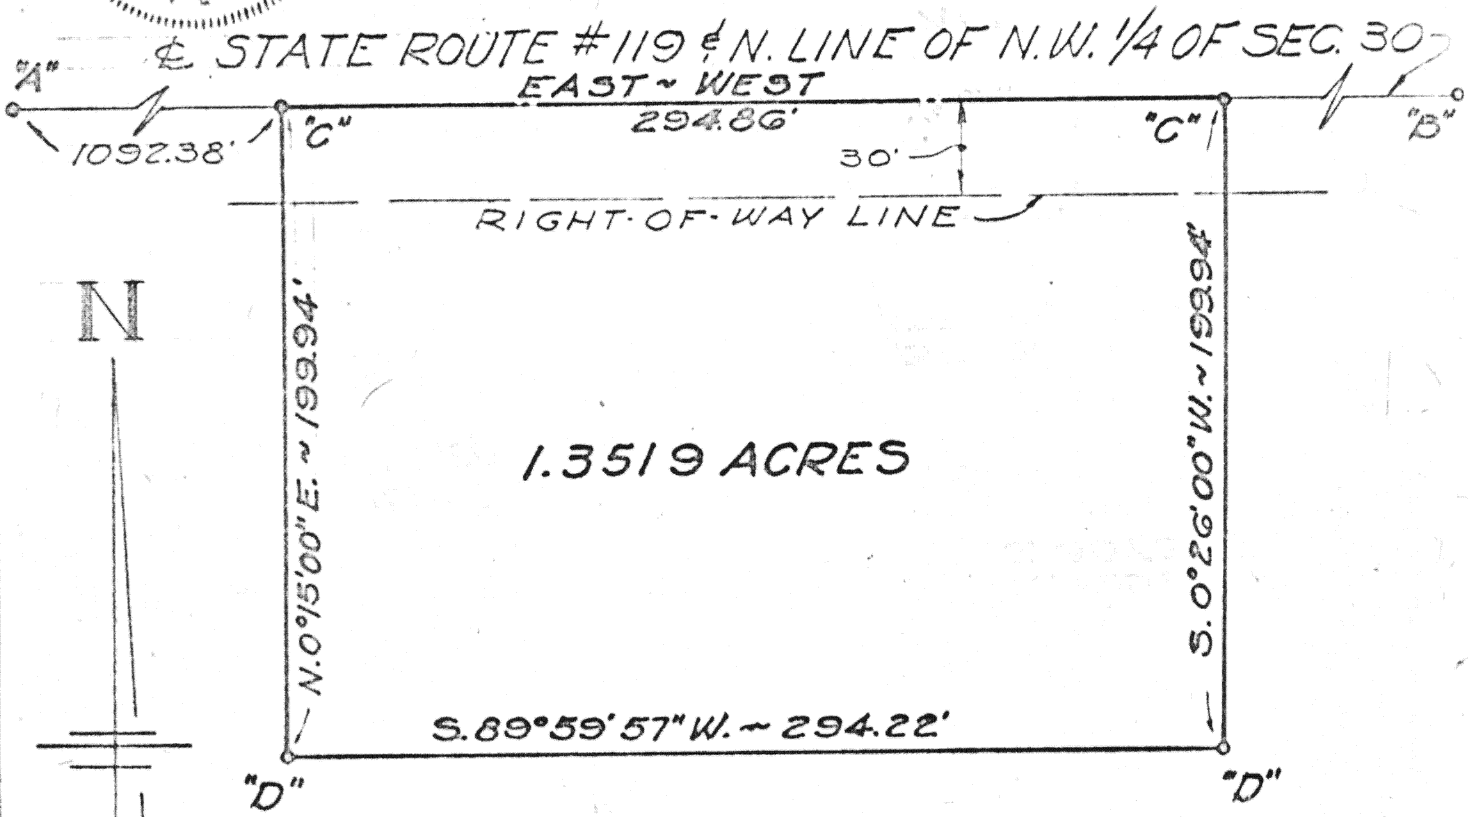 ℄ STATE ROUTE #119 & N. LINE OF N.W. 1/4 OF SEC. 30
"A"
EAST ~ WEST
294.86'
1092.38'
"C"
"C"
"B"
30'
RIGHT-OF-WAY LINE
N
N. 0°15'00" E. ~ 199.94'
1.3519 ACRES
S. 0°26'00" W. ~ 199.94'
S. 89°59'57" W. ~ 294.22'
"D"
"D"